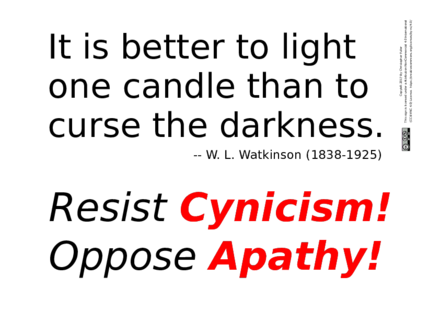 It is better to light
one candle than to
curse the darkness.
-- W. L. Watkinson (1838-1925)
Resist Cynicism!
Oppose Apathy!